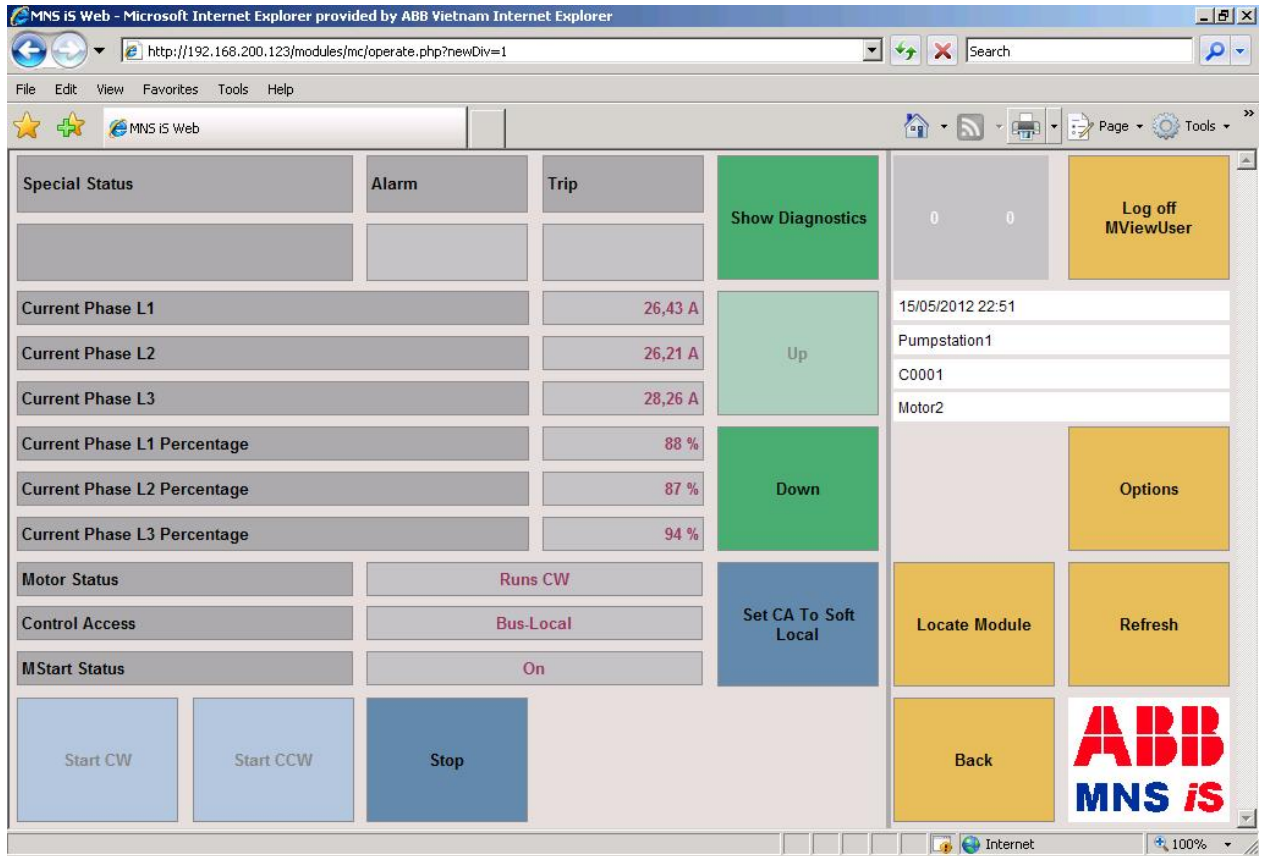 MNS iS Web - Microsoft Internet Explorer provided by ABB Vietnam Internet Explorer
http://192.168.200.123/modules/mc/operate.php?newDiv=1
Search
File Edit View Favorites Tools Help
MNS iS Web
Page
Tools
Special Status
Alarm
Trip
Show Diagnostics
0 0
Log off
MViewUser
Current Phase L1
26,43 A
Current Phase L2
26,21 A
Current Phase L3
28,26 A
Up
15/05/2012 22:51
Pumpstation1
C0001
Motor2
Current Phase L1 Percentage
88 %
Current Phase L2 Percentage
87 %
Current Phase L3 Percentage
94 %
Down
Options
Motor Status
Runs CW
Control Access
Bus-Local
MStart Status
On
Set CA To Soft
Local
Locate Module
Refresh
Start CW
Start CCW
Stop
Back
ABB
MNS iS
Internet
100%